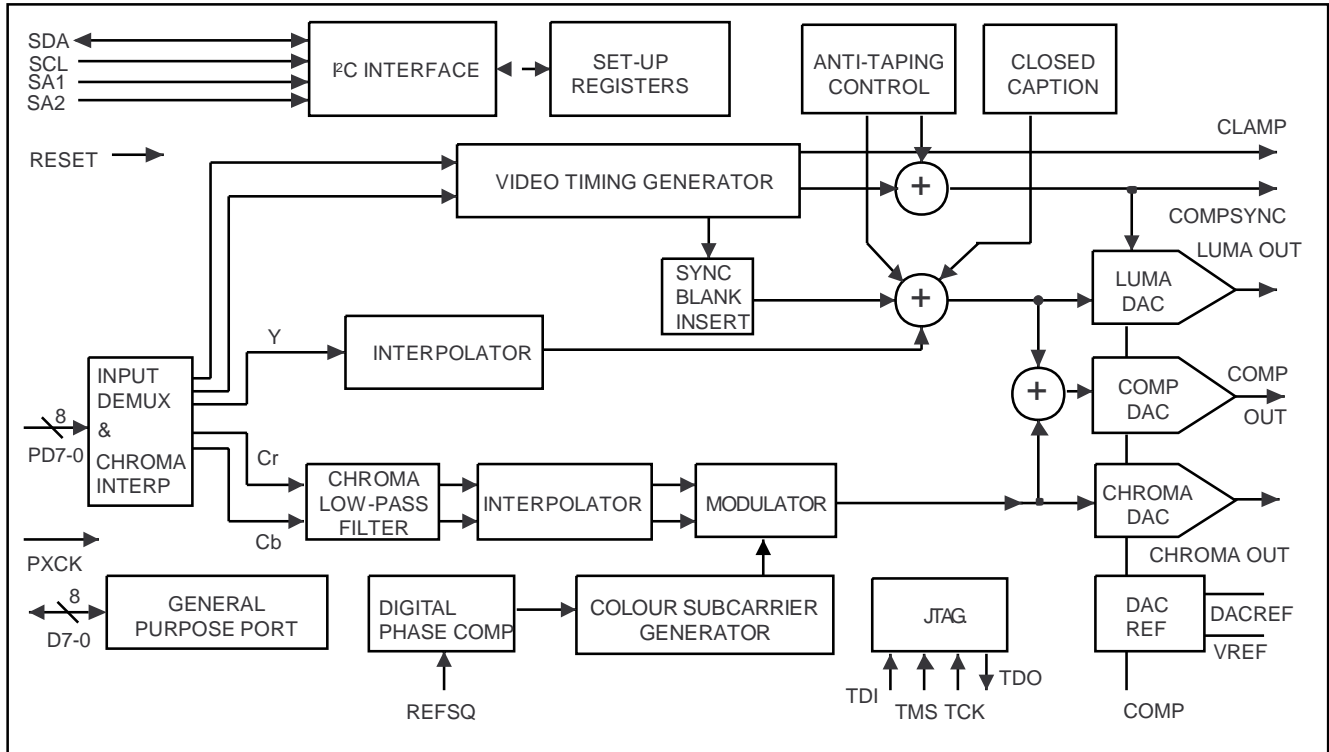 SDA
SCL
SA1
SA2
I²C INTERFACE
SET-UP
REGISTERS
ANTI-TAPING
CONTROL
CLOSED
CAPTION
RESET
VIDEO TIMING GENERATOR
+
CLAMP
COMPSYNC
SYNC
BLANK
INSERT
+
LUMA
DAC
LUMA OUT
Y
INTERPOLATOR
INPUT
DEMUX
&
CHROMA
INTERP
8
PD7-0
+
COMP
DAC
COMP
OUT
Cr
Cb
CHROMA
LOW-PASS
FILTER
INTERPOLATOR
MODULATOR
CHROMA
DAC
CHROMA OUT
PXCK
8
D7-0
GENERAL
PURPOSE PORT
DIGITAL
PHASE COMP
REFSQ
COLOUR SUBCARRIER
GENERATOR
JTAG
TDI
TMS
TCK
TDO
DAC
REF
DACREF
VREF
COMP